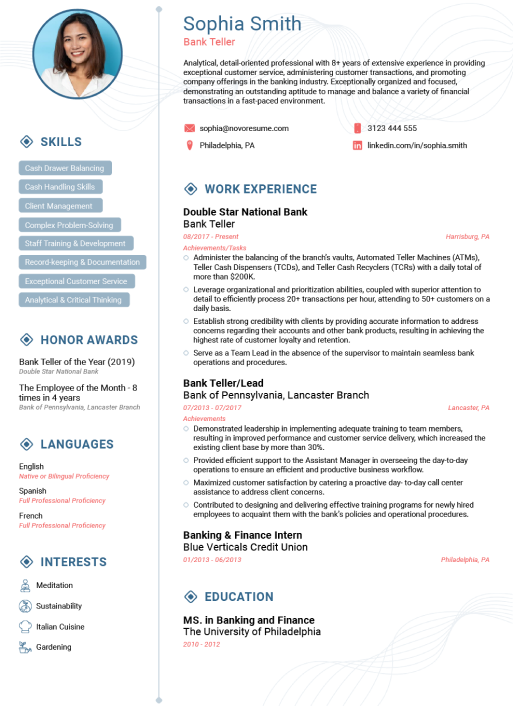 Sophia Smith
Bank Teller
Analytical, detail-oriented professional with 8+ years of extensive experience in providing
exceptional customer service, administering customer transactions, and promoting
company offerings in the banking industry. Exceptionally organized and focused,
demonstrating an outstanding aptitude to manage and balance a variety of financial
transactions in a fast-paced environment.
sophia@novoresume.com
3123 444 555
Philadelphia, PA
linkedin.com/in/sophia.smith
SKILLS
Cash Drawer Balancing
Cash Handling Skills
Client Management
Complex Problem-Solving
Staff Training & Development
Record-keeping & Documentation
Exceptional Customer Service
Analytical & Critical Thinking
HONOR AWARDS
Bank Teller of the Year (2019)
Double Star National Bank
The Employee of the Month - 8
times in 4 years
Bank of Pennsylvania, Lancaster Branch
LANGUAGES
English
Native or Bilingual Proficiency
Spanish
Full Professional Proficiency
French
Full Professional Proficiency
INTERESTS
Meditation
Sustainability
Italian Cuisine
Gardening
WORK EXPERIENCE
Double Star National Bank
Bank Teller
08/2017 - Present
Harrisburg, PA
Achievements/Tasks
Administer the balancing of the branch's vaults, Automated Teller Machines (ATMs),
Teller Cash Dispensers (TCDs), and Teller Cash Recyclers (TCRs) with a daily total of
more than $200K.
Leverage organizational and prioritization abilities, coupled with superior attention to
detail to efficiently process 20+ transactions per hour, attending to 50+ customers on a
daily basis.
Establish strong credibility with clients by providing accurate information to address
concerns regarding their accounts and other bank products, resulting in achieving the
highest rate of customer loyalty and retention.
Serve as a Team Lead in the absence of the supervisor to maintain seamless bank
operations and procedures.
Bank Teller/Lead
Bank of Pennsylvania, Lancaster Branch
07/2013 - 07/2017
Lancaster, PA
Achievements
Demonstrated leadership in implementing adequate training to team members,
resulting in improved performance and customer service delivery, which increased the
existing client base by more than 30%.
Provided efficient support to the Assistant Manager in overseeing the day-to-day
operations to ensure an efficient and productive business workflow.
Maximized customer satisfaction by catering a proactive day- to-day call center
assistance to address client concerns.
Contributed to designing and delivering effective training programs for newly hired
employees to acquaint them with the bank's policies and operational procedures.
Banking & Finance Intern
Blue Verticals Credit Union
01/2013 - 06/2013
Philadelphia, PA
EDUCATION
MS. in Banking and Finance
The University of Philadelphia
2010 - 2012